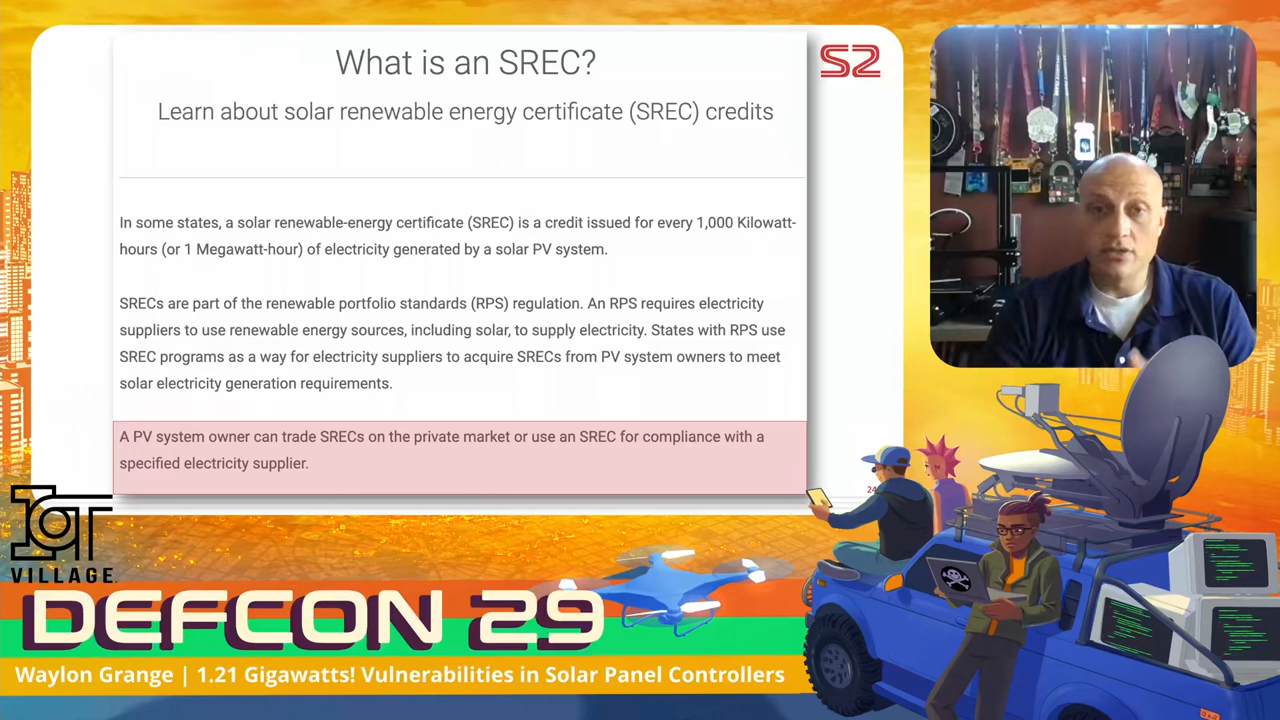 What is an SREC?
Learn about solar renewable energy certificate (SREC) credits
S2
In some states, a solar renewable-energy certificate (SREC) is a credit issued for every 1,000 Kilowatt-
hours (or 1 Megawatt-hour) of electricity generated by a solar PV system.
SRECs are part of the renewable portfolio standards (RPS) regulation. An RPS requires electricity
suppliers to use renewable energy sources, including solar, to supply electricity. States with RPS use
SREC programs as a way for electricity suppliers to acquire SRECs from PV system owners to meet
solar electricity generation requirements.
A PV system owner can trade SRECs on the private market or use an SREC for compliance with a
specified electricity supplier.
24
IOT
VILLAGE
DEFCON 29
Waylon Grange | 1.21 Gigawatts! Vulnerabilities in Solar Panel Controllers